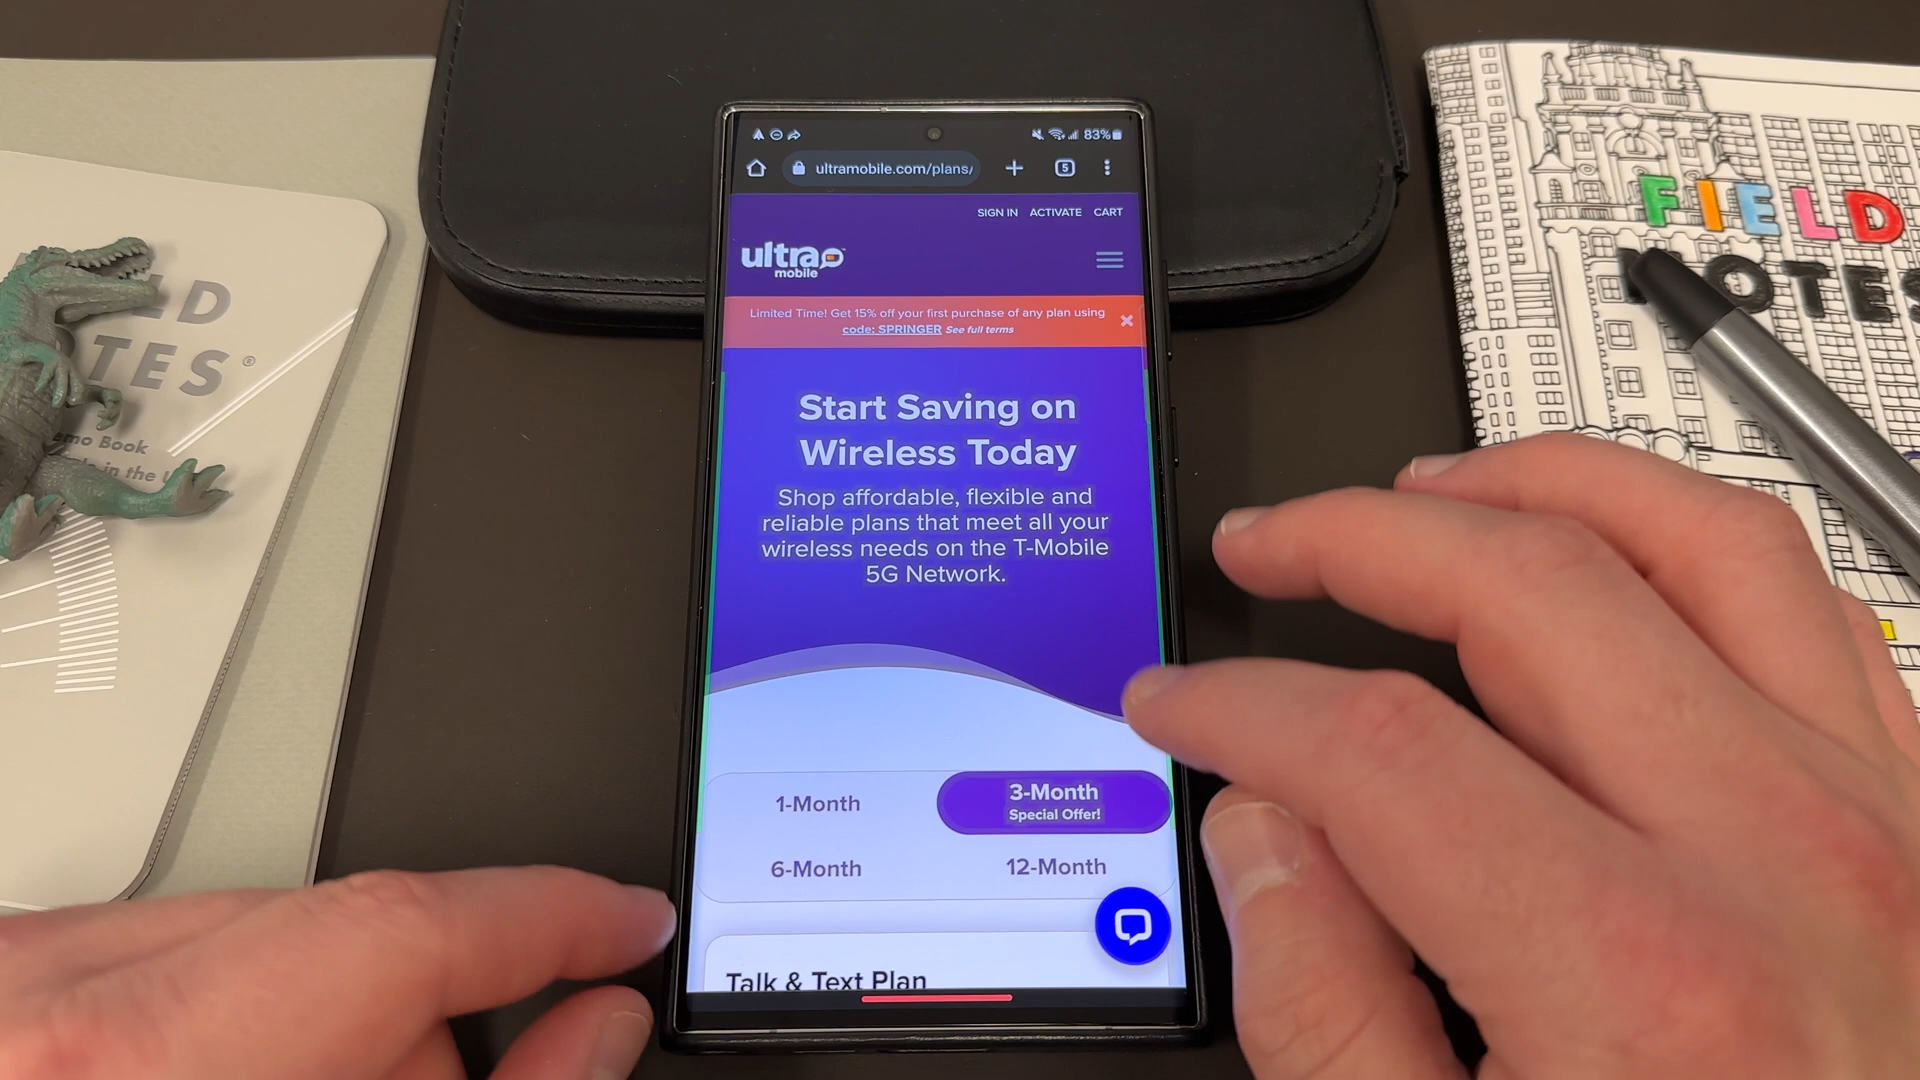 83%
ultramobile.com/plans/
5
SIGN IN ACTIVATE CART
ultra
mobile
Limited Time! Get 15% off your first purchase of any plan using
code: SPRINGER See full terms
Start Saving on
Wireless Today
Shop affordable, flexible and
reliable plans that meet all your
wireless needs on the T-Mobile
5G Network.
1-Month
3-Month
Special Offer!
6-Month
12-Month
Talk & Text Plan
FIELD
NOTES
Book
in the